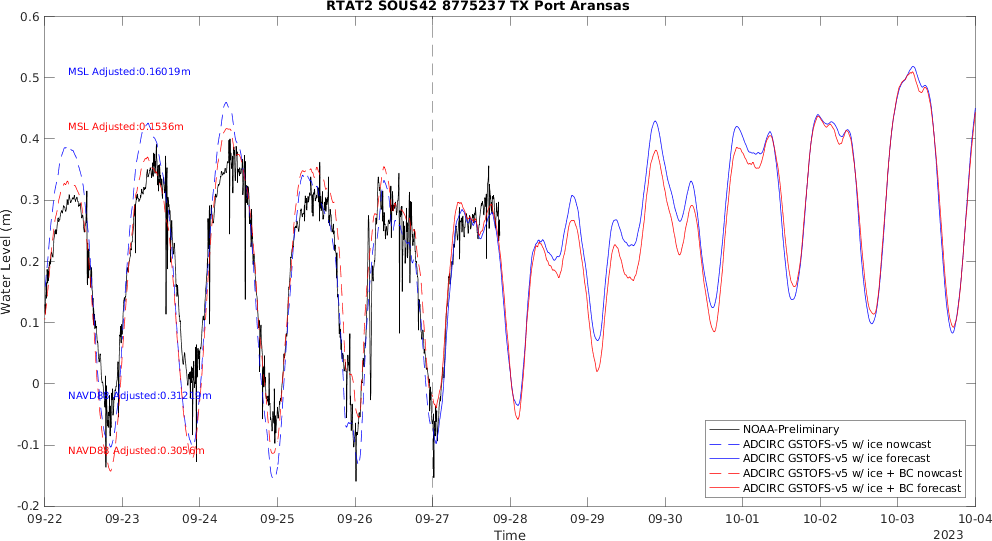 RTAT2 SOUS42 8775237 TX Port Aransas
0.6
0.5
0.4
0.3
0.2
0.1
0
-0.1
-0.2
Water Level (m)
MSL Adjusted:0.16019m
MSL Adjusted:0.1536m
NAVD88 Adjusted:0.31219m
NAVD88 Adjusted:0.3056m
NOAA-Preliminary
ADCIRC GSTOFS-v5 w/ ice nowcast
ADCIRC GSTOFS-v5 w/ ice forecast
ADCIRC GSTOFS-v5 w/ ice + BC nowcast
ADCIRC GSTOFS-v5 w/ ice + BC forecast
09-22 09-23 09-24 09-25 09-26 09-27 09-28 09-29 09-30 10-01 10-02 10-03 10-04
Time
2023